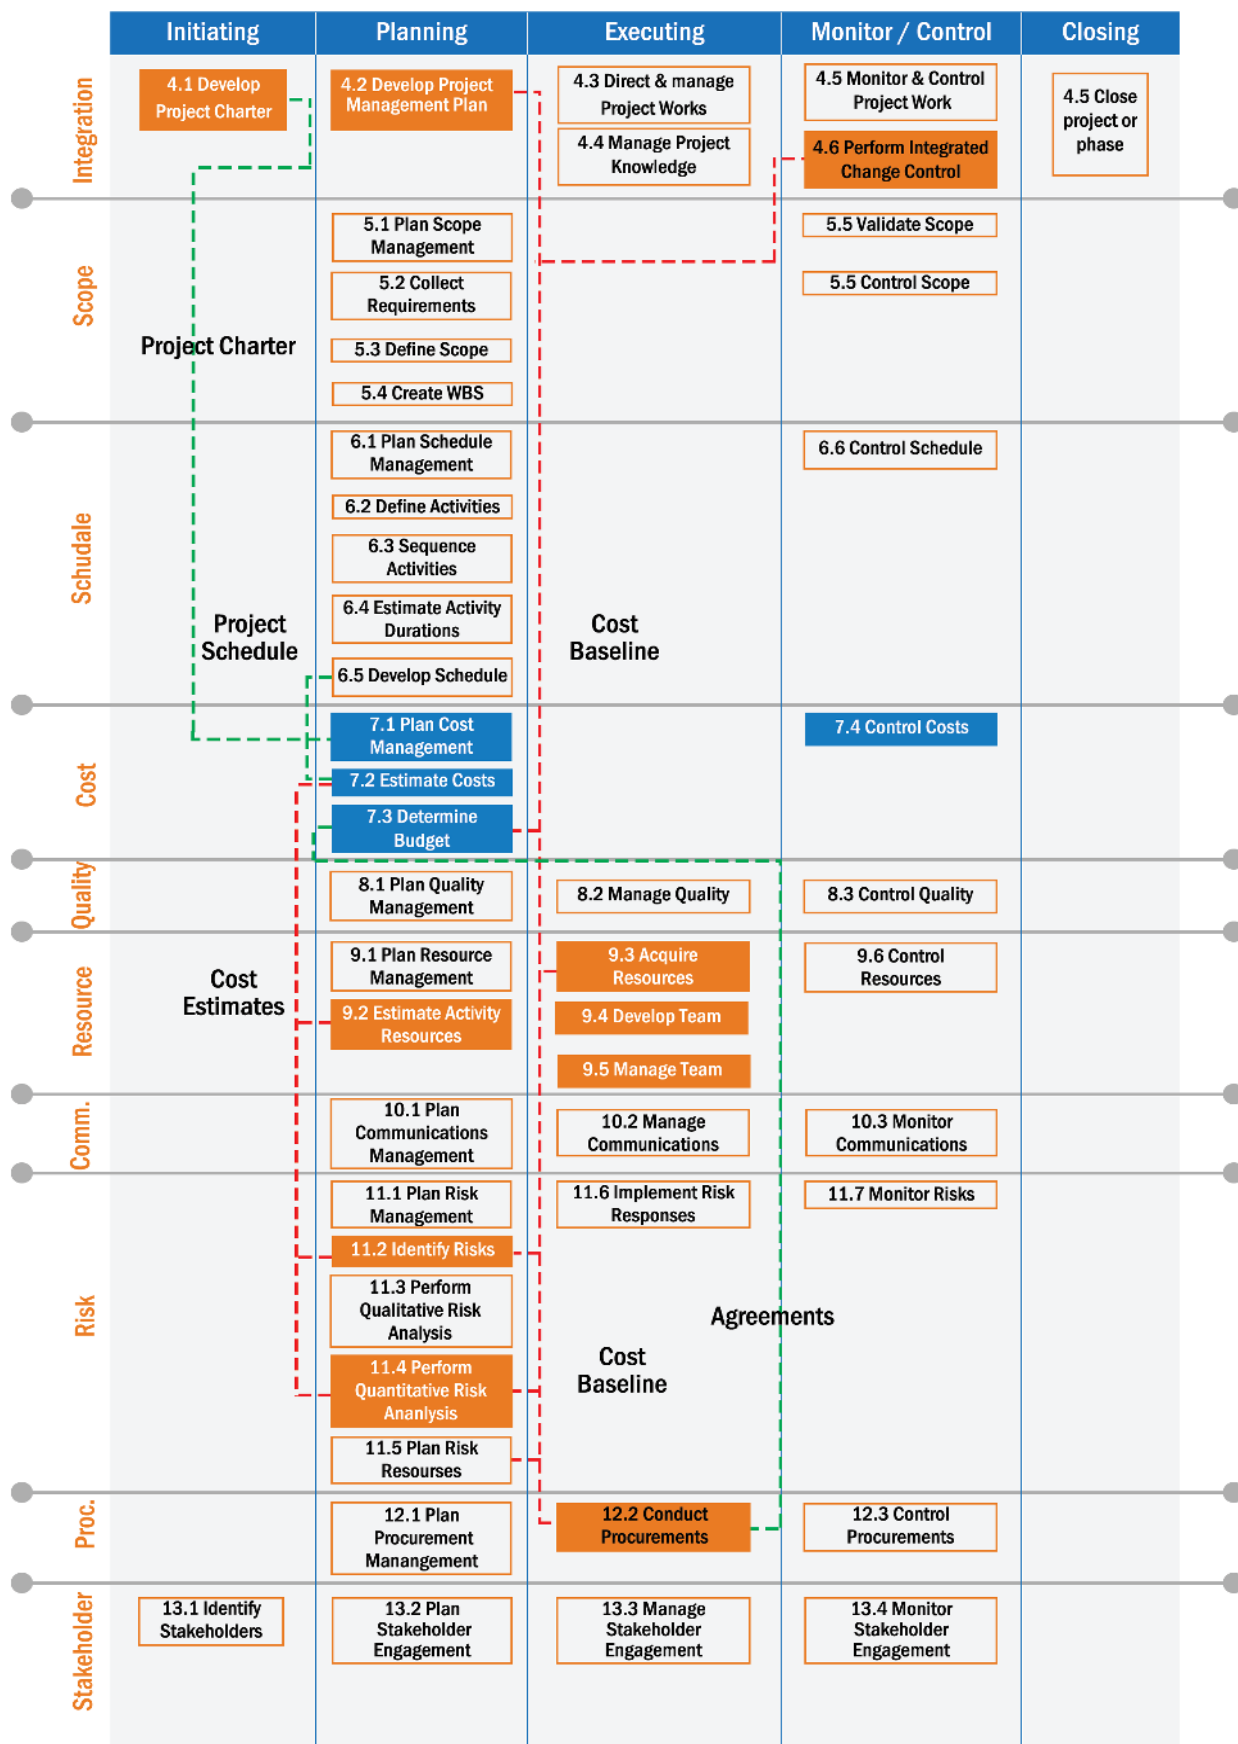 Initiating
Planning
Executing
Monitor / Control
Closing
Integration
4.1 Develop
Project Charter
4.2 Develop Project
Management Plan
4.3 Direct & manage
Project Works
4.4 Manage Project
Knowledge
4.5 Monitor & Control
Project Work
4.6 Perform Integrated
Change Control
4.5 Close
project or
phase
Scope
Project Charter
5.1 Plan Scope
Management
5.2 Collect
Requirements
5.3 Define Scope
5.4 Create WBS
5.5 Validate Scope
5.5 Control Scope
Schudale
Project
Schedule
6.1 Plan Schedule
Management
6.2 Define Activities
6.3 Sequence
Activities
6.4 Estimate Activity
Durations
6.5 Develop Schedule
Cost
Baseline
6.6 Control Schedule
Cost
7.1 Plan Cost
Management
7.2 Estimate Costs
7.3 Determine
Budget
7.4 Control Costs
Quality
8.1 Plan Quality
Management
8.2 Manage Quality
8.3 Control Quality
Resource
Cost
Estimates
9.1 Plan Resource
Management
9.2 Estimate Activity
Resources
9.3 Acquire
Resources
9.4 Develop Team
9.5 Manage Team
9.6 Control
Resources
Comm.
10.1 Plan
Communications
Management
10.2 Manage
Communications
10.3 Monitor
Communications
Risk
11.1 Plan Risk
Management
11.2 Identify Risks
11.3 Perform
Qualitative Risk
Analysis
11.4 Perform
Quantitative Risk
Ananlysis
11.5 Plan Risk
Resourses
11.6 Implement Risk
Responses
Cost
Baseline
Agreements
11.7 Monitor Risks
Proc.
12.1 Plan
Procurement
Manangement
12.2 Conduct
Procurements
12.3 Control
Procurements
Stakeholder
13.1 Identify
Stakeholders
13.2 Plan
Stakeholder
Engagement
13.3 Manage
Stakeholder
Engagement
13.4 Monitor
Stakeholder
Engagement